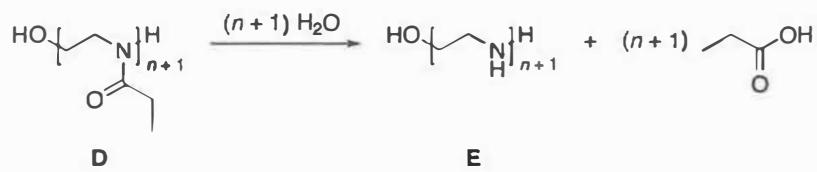 HO H n+1 N O (n + 1) H₂O HO H n+1 N H + (n + 1) OH O
D E